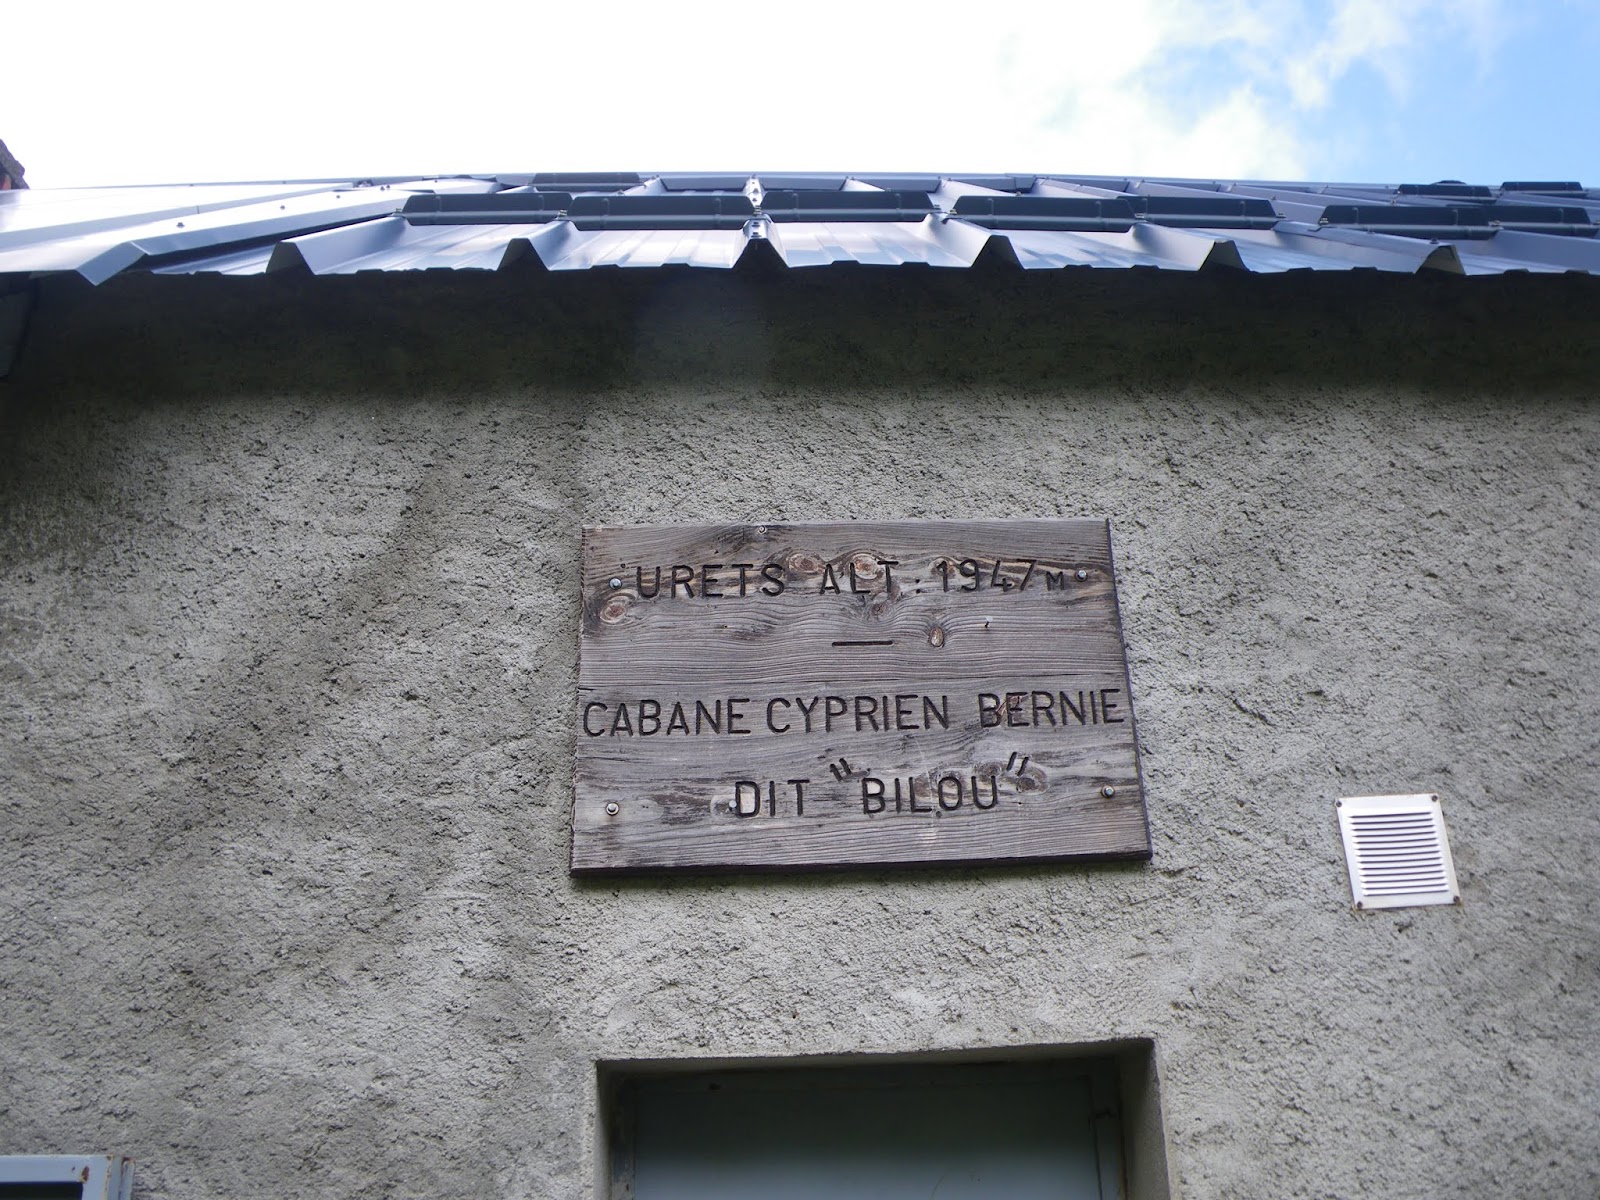 URETS ALT : 1947 M
CABANE CYPRIEN BERNIE
DIT "BILOU"